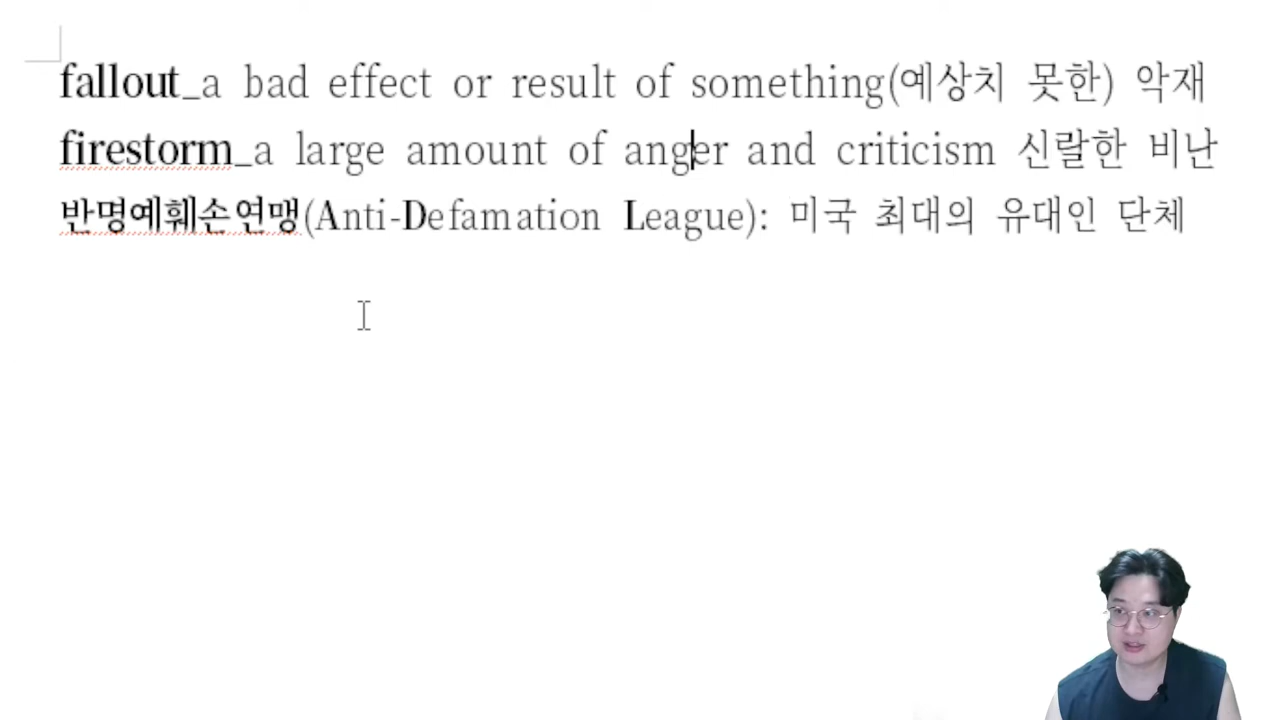 fallout_a bad effect or result of something(예상치 못한) 악재
firestorm_a large amount of anger and criticism 신랄한 비난
반명예훼손연맹(Anti-Defamation League): 미국 최대의 유대인 단체